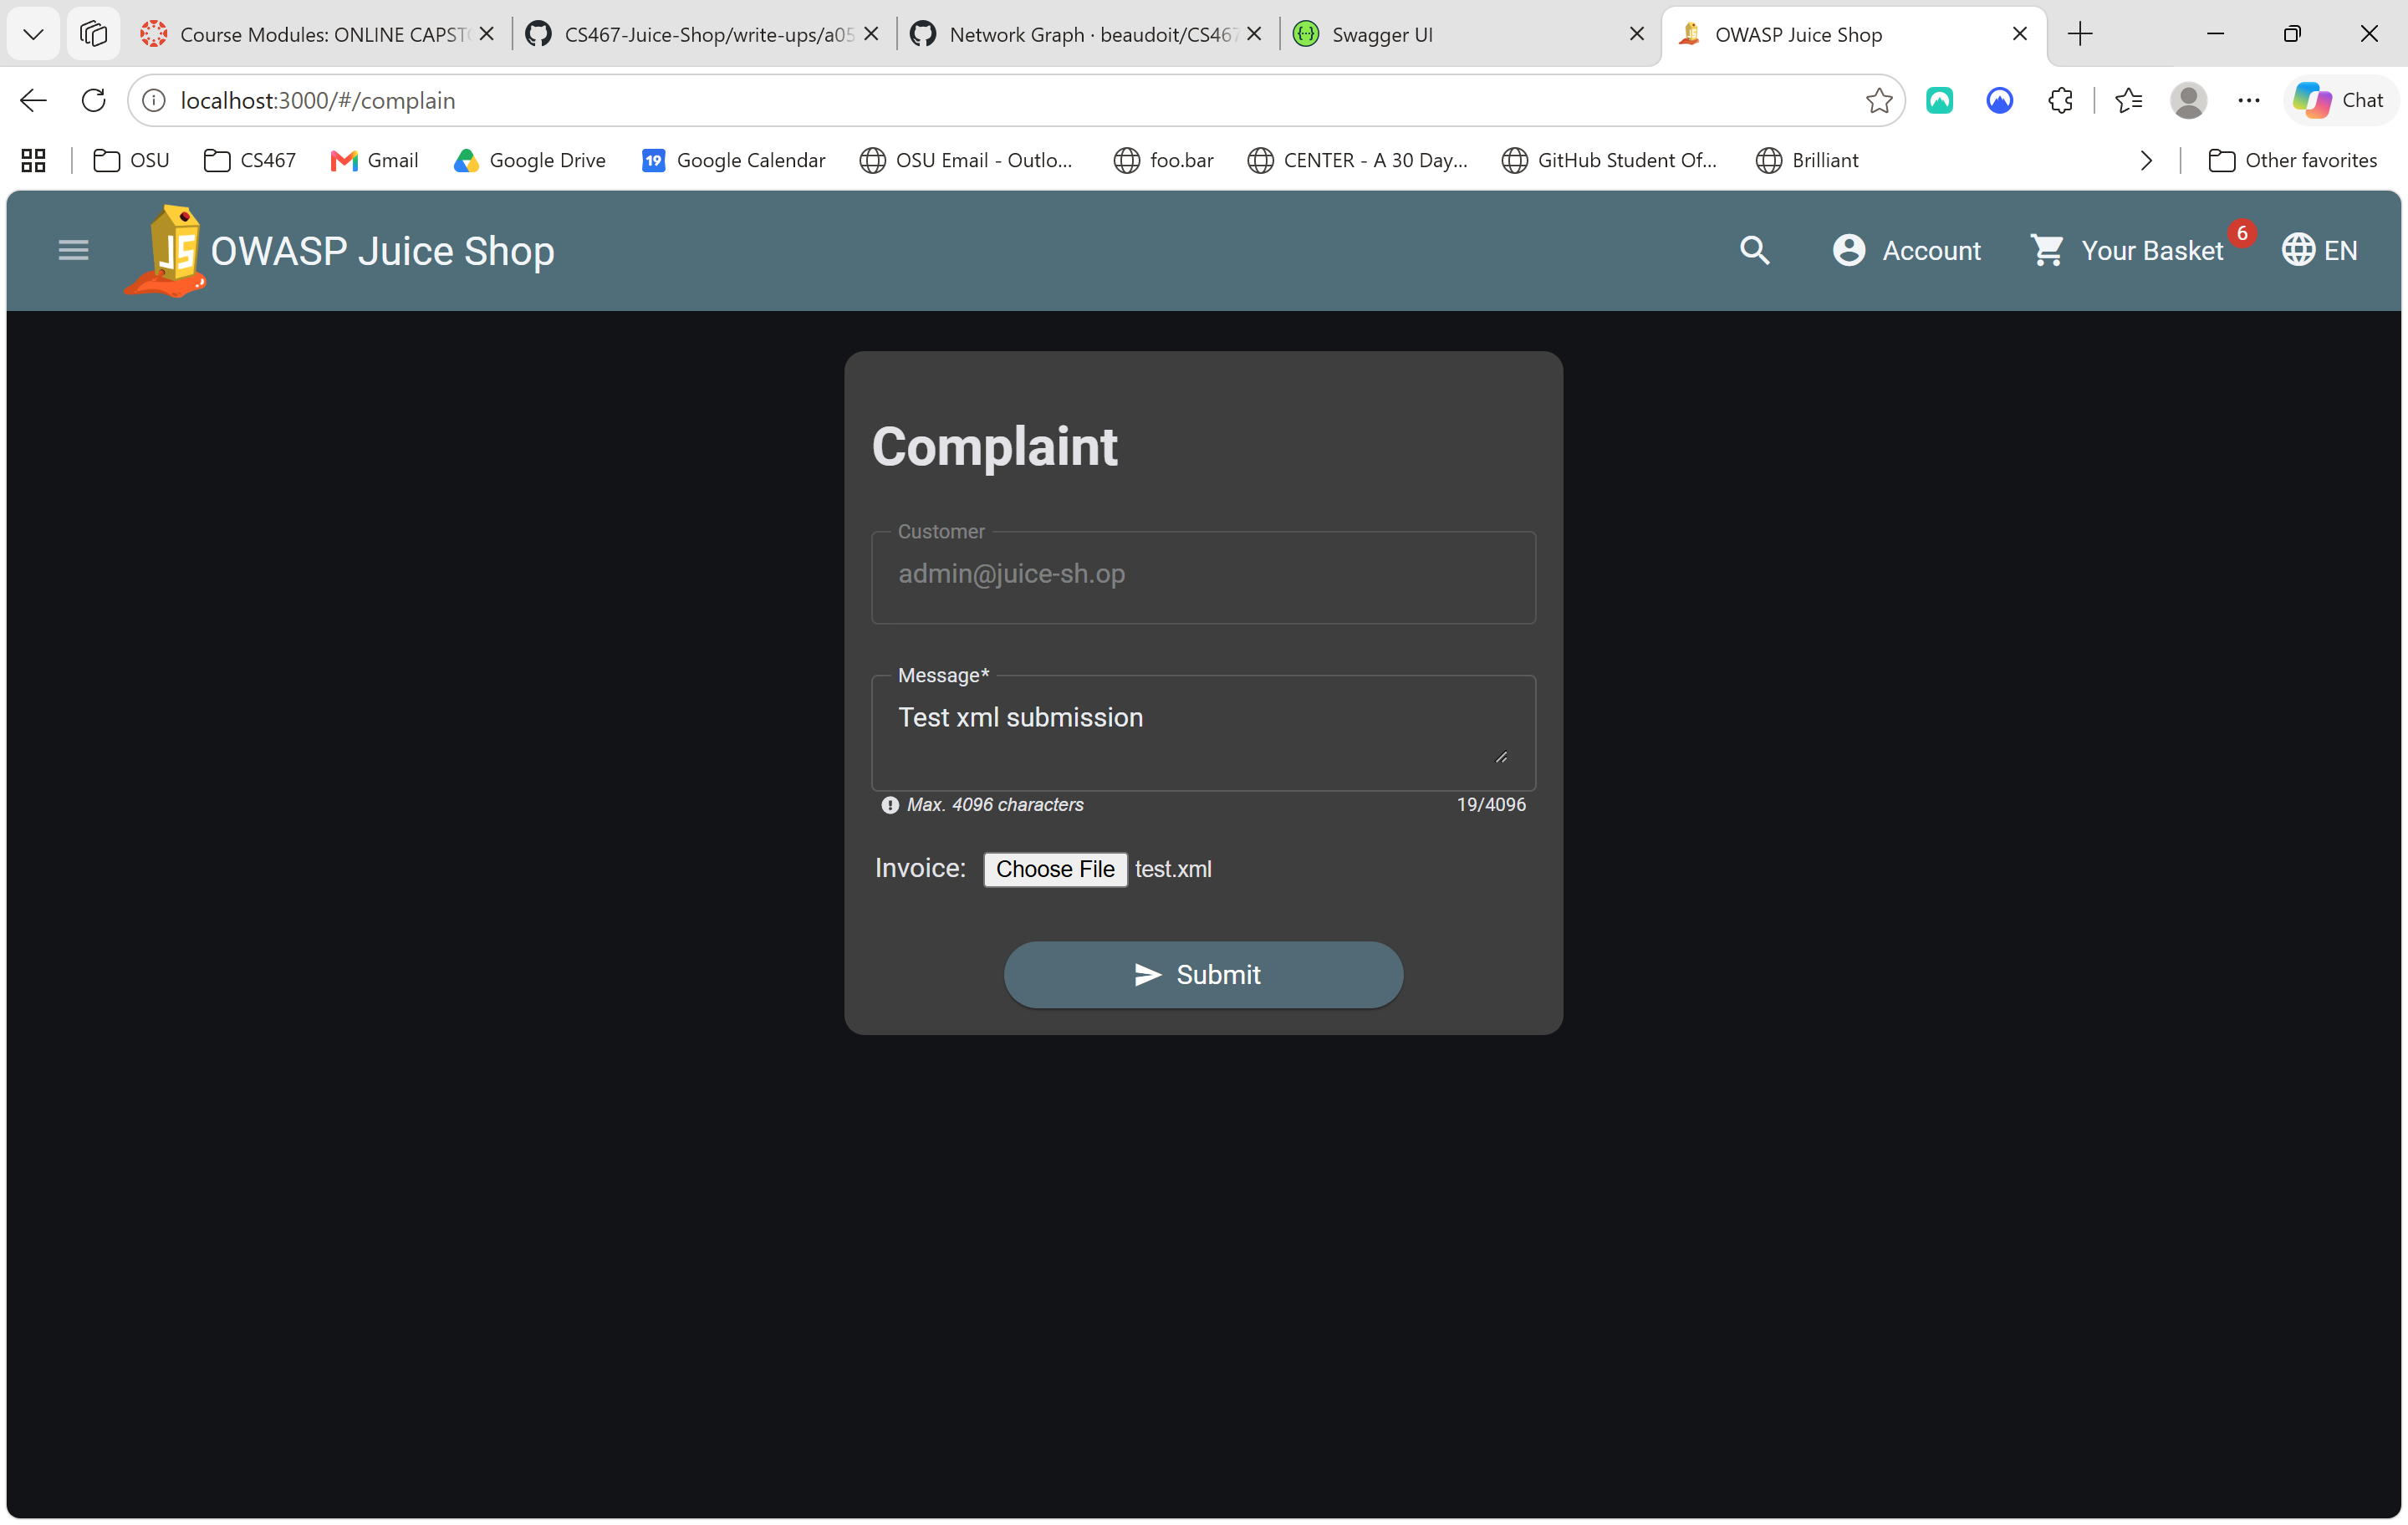 Course Modules: ONLINE CAPST
CS467-Juice-Shop/write-ups/a05
Network Graph · beaudoit/CS467
Swagger UI
OWASP Juice Shop
localhost:3000/#/complain
Chat
OSU
CS467
Gmail
Google Drive
19
Google Calendar
OSU Email - Outlo...
foo.bar
CENTER - A 30 Day...
GitHub Student Of...
Brilliant
Other favorites
JS
OWASP Juice Shop
Account
Your Basket
6
EN
Complaint
Customer
admin@juice-sh.op
Message*
Test xml submission
Max. 4096 characters
19/4096
Invoice:
Choose File
test.xml
Submit